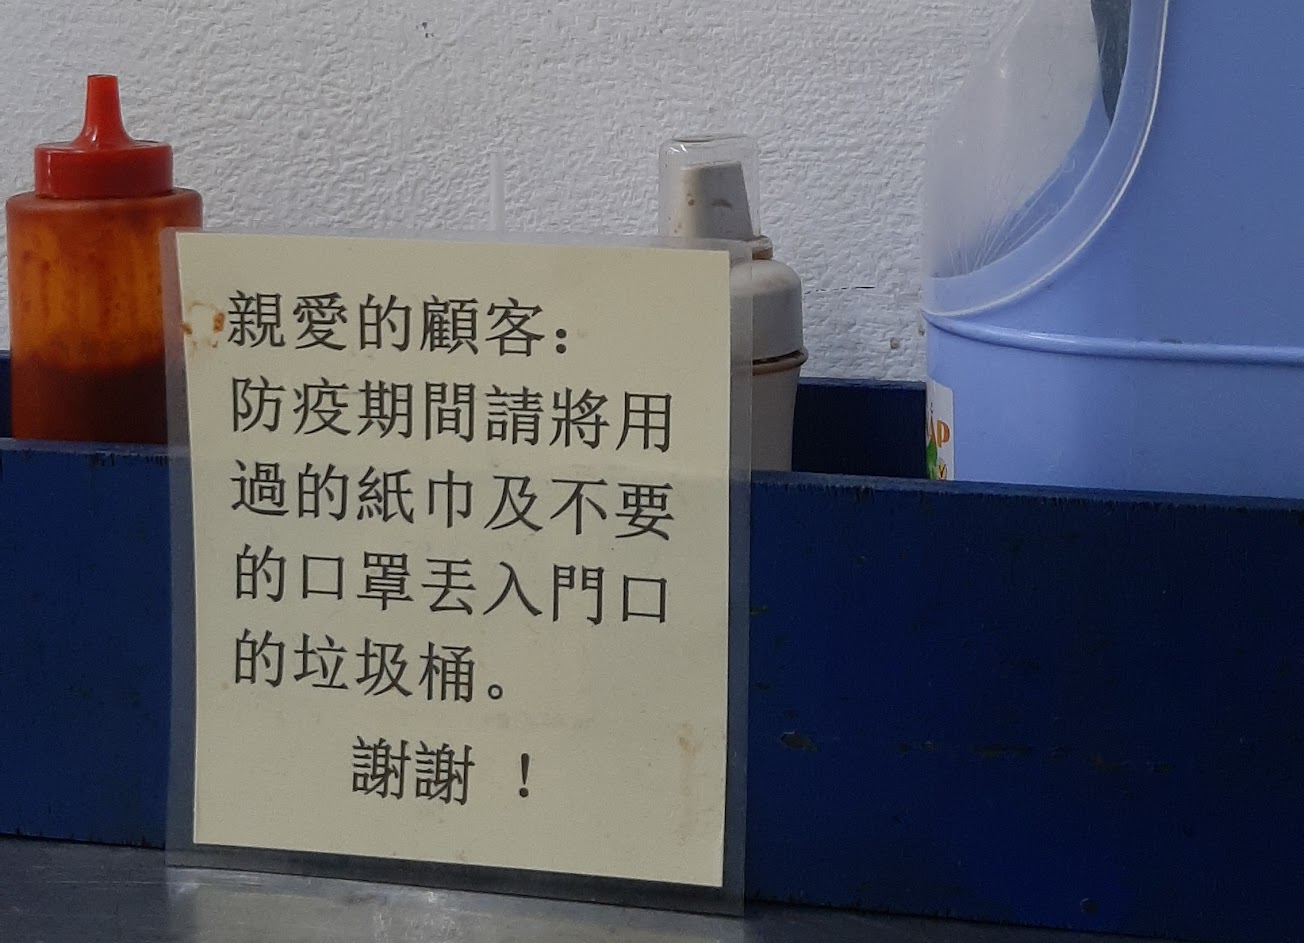 親愛的顧客：
防疫期間請將用
過的紙巾及不要
的口罩丟入門口
的垃圾桶。
謝謝！